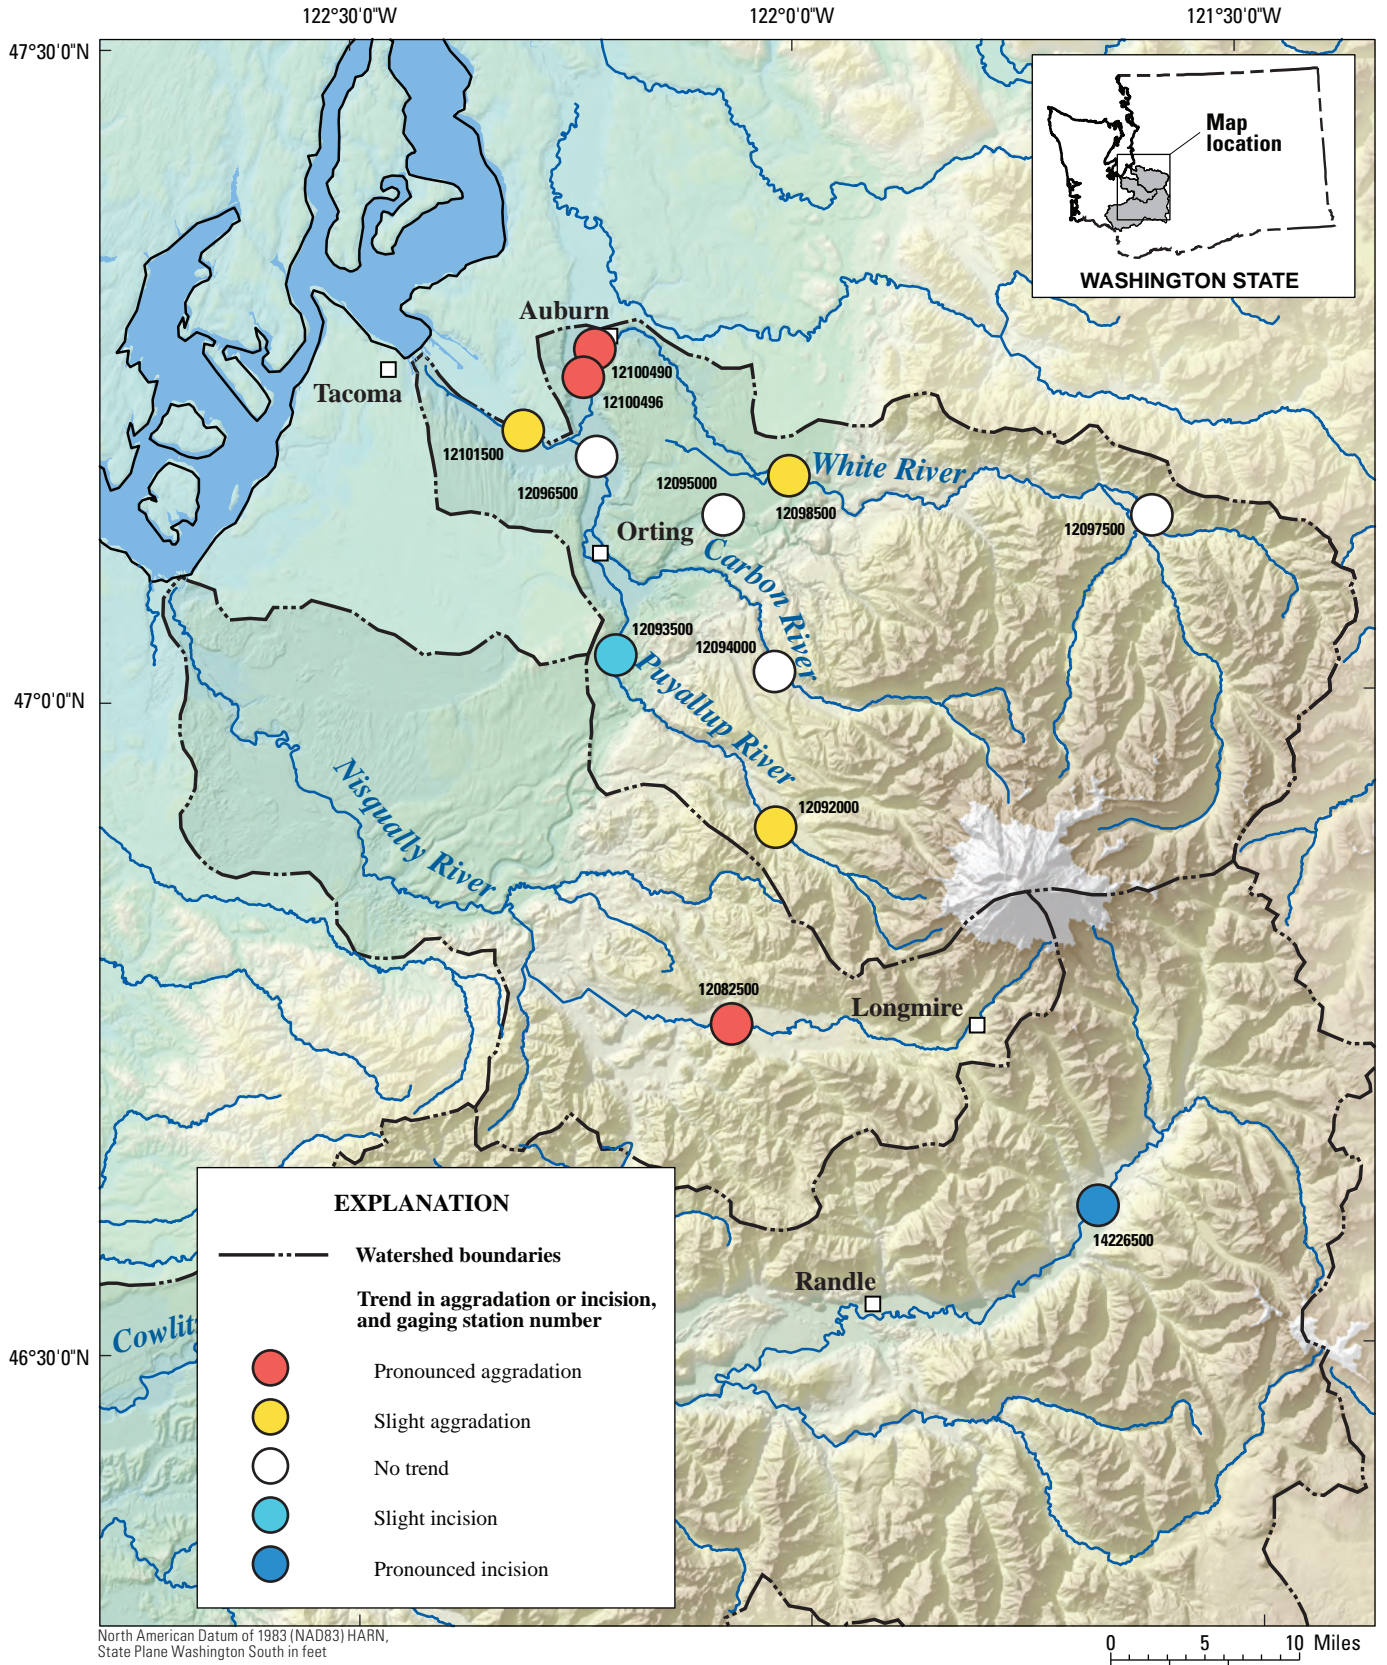 122°30'0"W
122°0'0"W
121°30'0"W
47°30'0"N
Map
location
WASHINGTON STATE
Auburn
12100490
Tacoma
12100496
12101500
White River
12095000
12096500
12098500
12097500
Orting
Carbon River
12093500
12094000
Puyallup River
47°0'0"N
Nisqually River
12092000
12082500
Longmire
14226500
Randle
Cowlitz
46°30'0"N
EXPLANATION
Watershed boundaries
Trend in aggradation or incision,
and gaging station number
Pronounced aggradation
Slight aggradation
No trend
Slight incision
Pronounced incision
North American Datum of 1983 (NAD83) HARN,
State Plane Washington South in feet
0 5 10 Miles